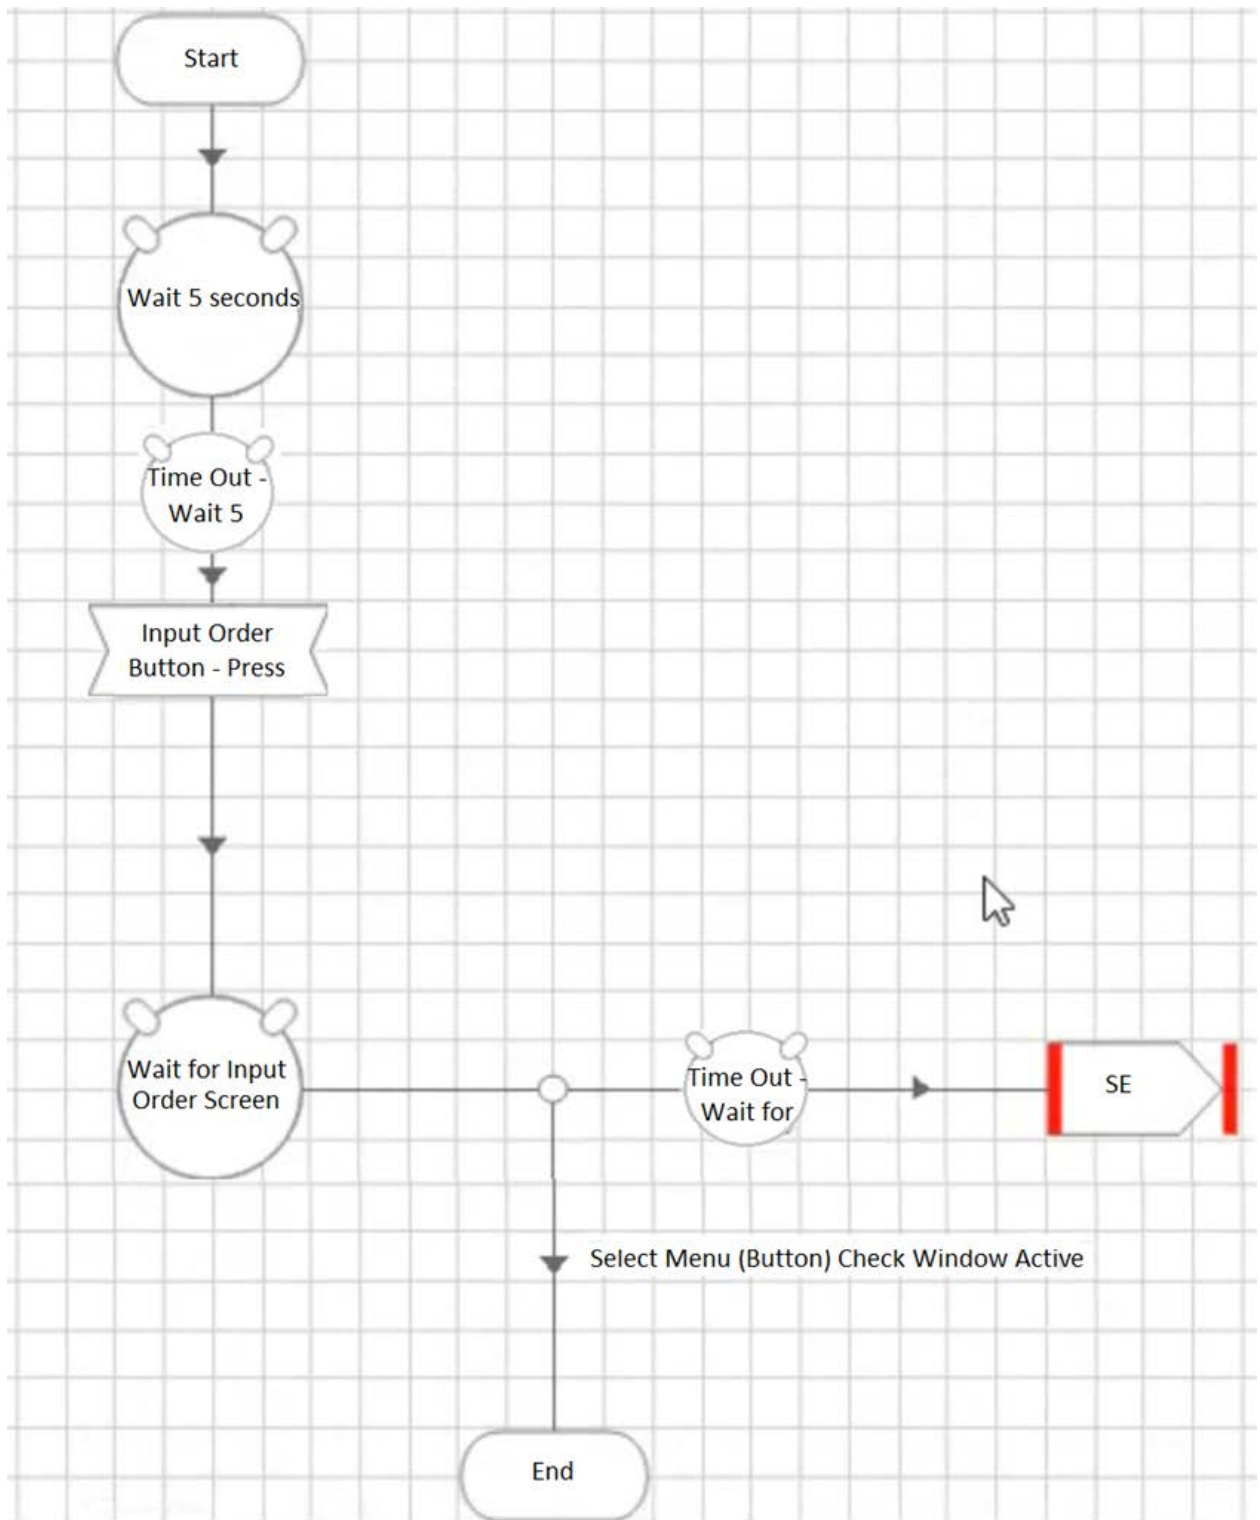 Start
Wait 5 seconds
Time Out -
Wait 5
Input Order
Button - Press
Wait for Input
Order Screen
Time Out -
Wait for
SE
Select Menu (Button) Check Window Active
End